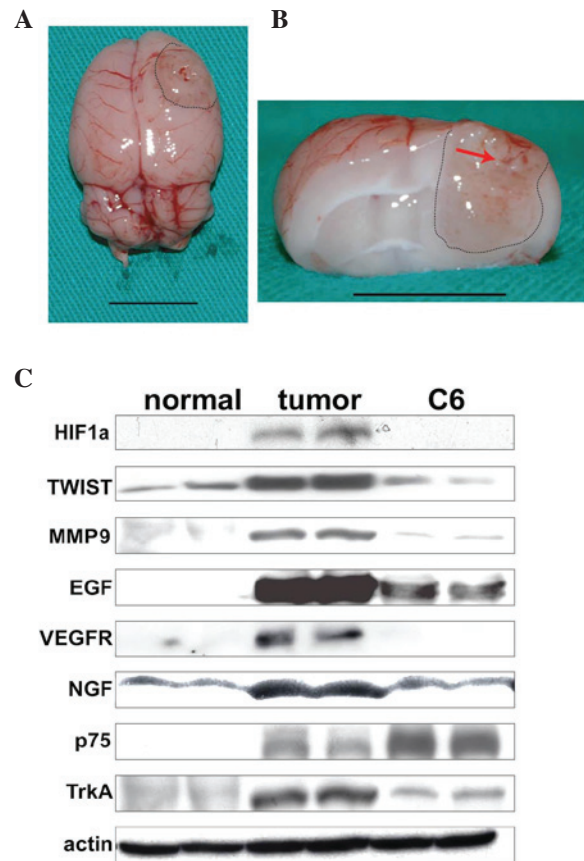 A
B
C
normal tumor C6
HIF1a
TWIST
MMP9
EGF
VEGFR
NGF
p75
TrkA
actin